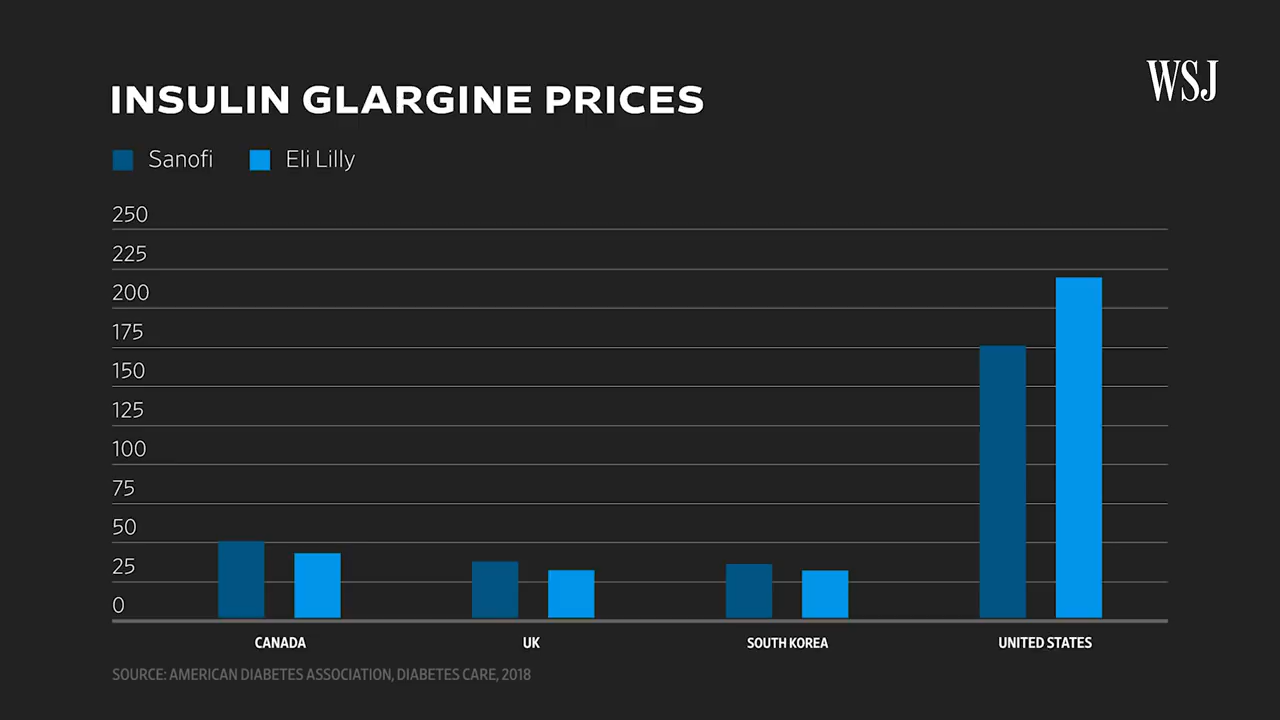 WSJ
INSULIN GLARGINE PRICES
Sanofi Eli Lilly
250
225
200
175
150
125
100
75
50
25
0
CANADA UK SOUTH KOREA UNITED STATES
SOURCE: AMERICAN DIABETES ASSOCIATION, DIABETES CARE, 2018